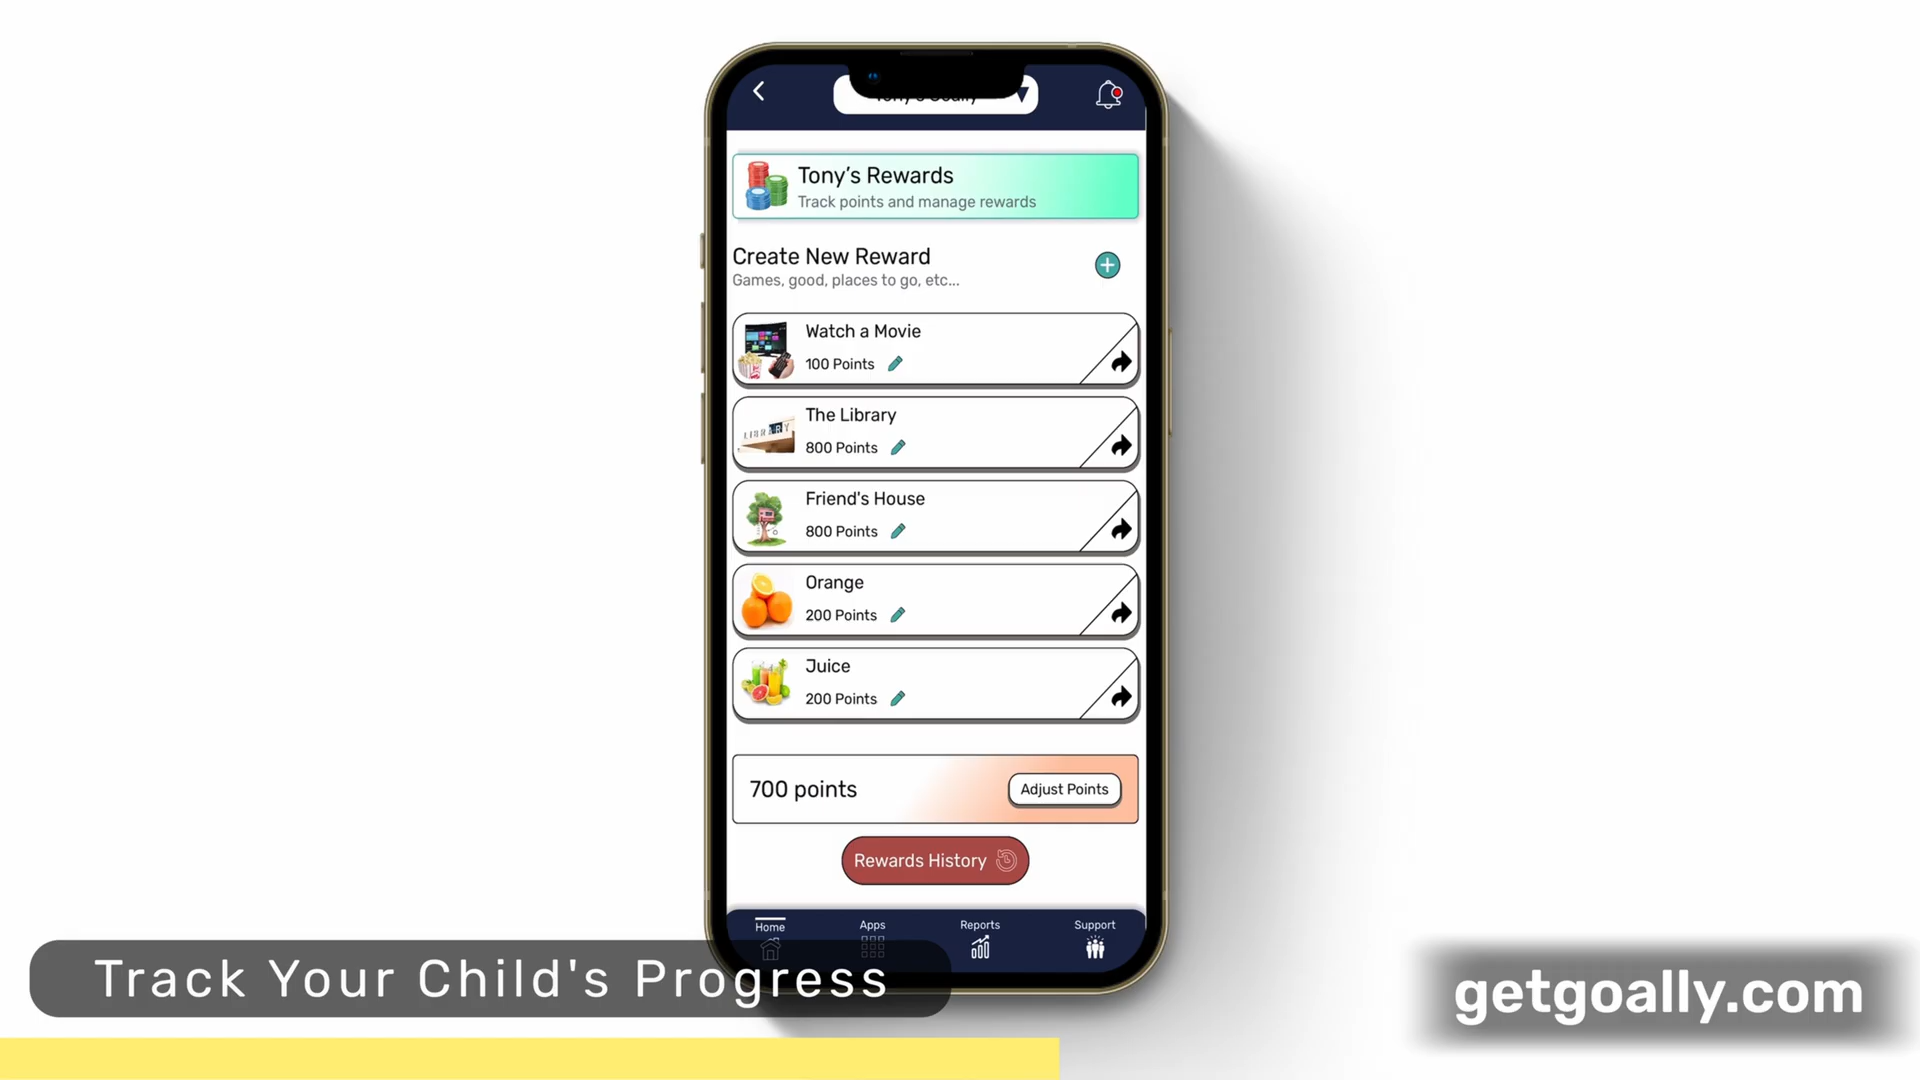 Tony's Rewards
Track points and manage rewards
Create New Reward
Games, good, places to go, etc...
Watch a Movie
100 Points
LIBRARY
The Library
800 Points
Friend's House
800 Points
Orange
200 Points
Juice
200 Points
700 points
Adjust Points
Rewards History
Home
Apps
Reports
Support
Track Your Child's Progress
getgoally.com